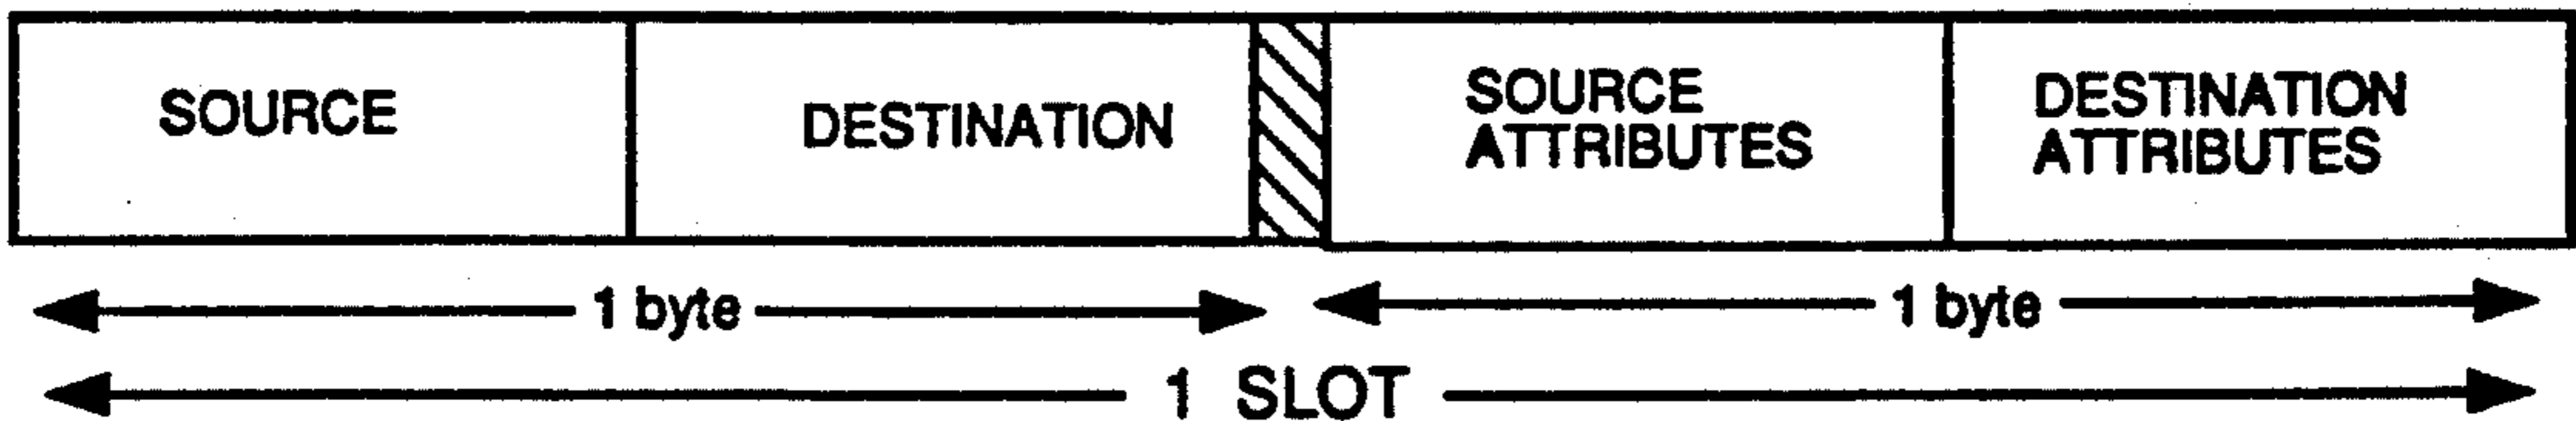 SOURCE
DESTINATION
SOURCE
ATTRIBUTES
DESTINATION
ATTRIBUTES
1 byte
1 byte
1 SLOT